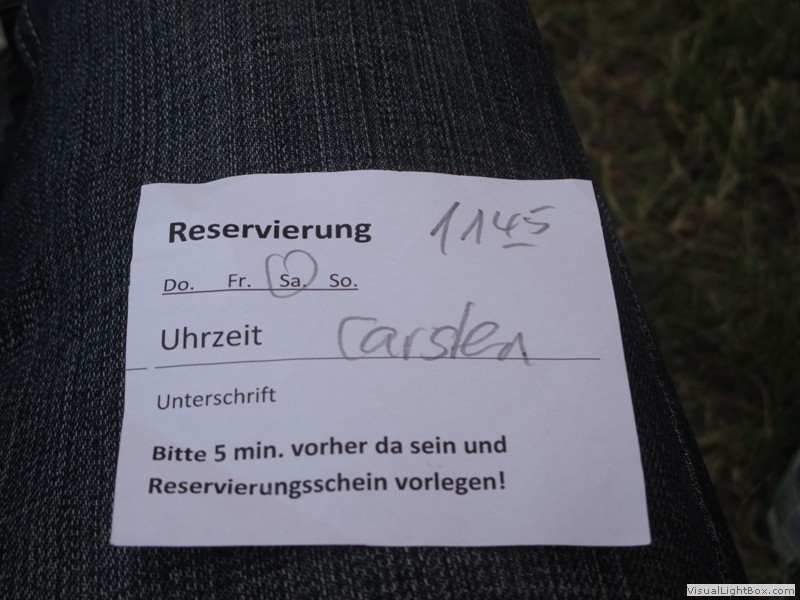 Reservierung 1145
Do. Fr. Sa. So.
Uhrzeit Carsten
Unterschrift
Bitte 5 min. vorher da sein und
Reservierungsschein vorlegen!
VisualLightBox.com